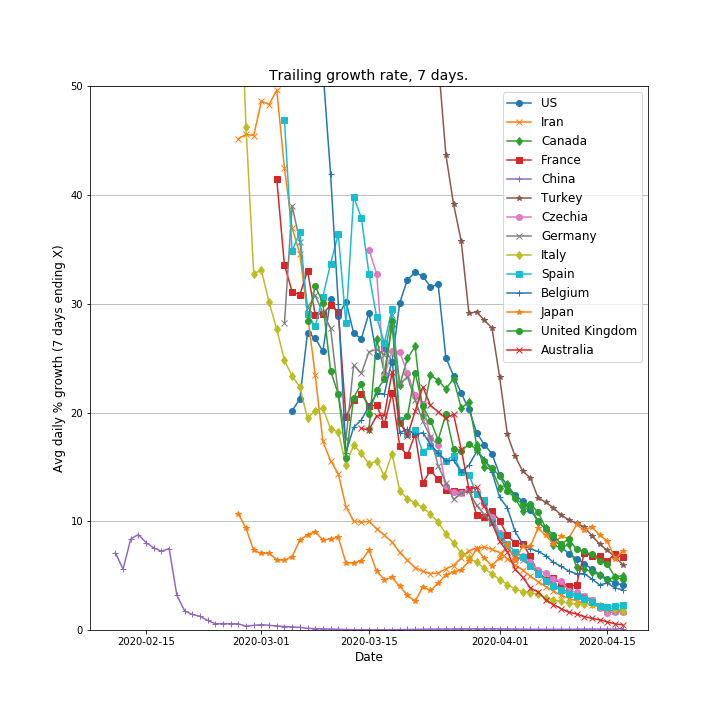 Trailing growth rate, 7 days.
Avg daily % growth (7 days ending X)
50
40
30
20
10
0
US
Iran
Canada
France
China
Turkey
Czechia
Germany
Italy
Spain
Belgium
Japan
United Kingdom
Australia
2020-02-15
2020-03-01
2020-03-15
2020-04-01
2020-04-15
Date